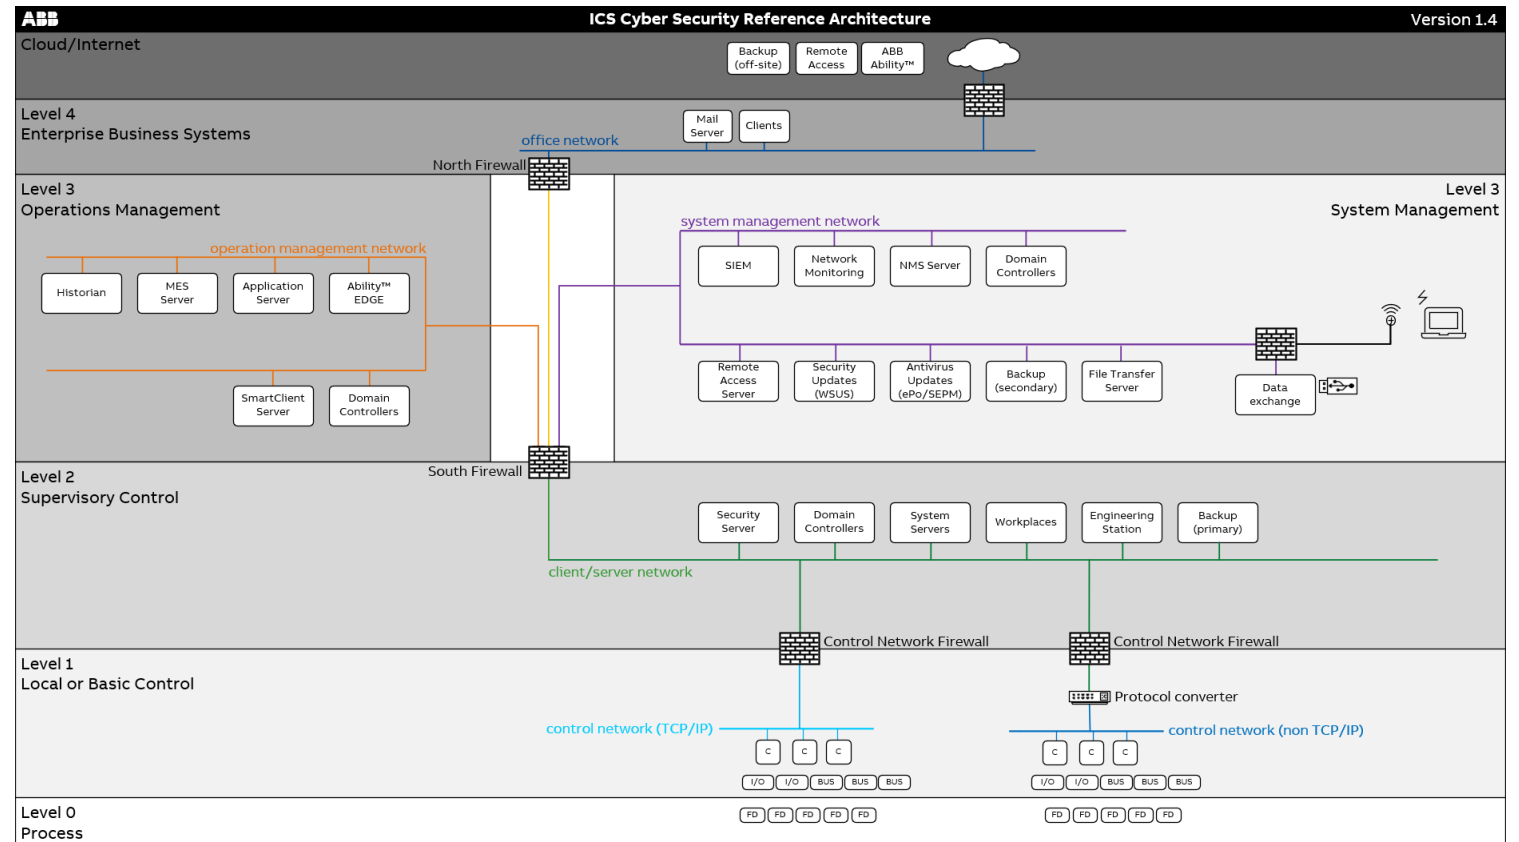 ABB
ICS Cyber Security Reference Architecture
Version 1.4
Cloud/Internet
Backup
(off-site)
Remote
Access
ABB
Ability™
Level 4
Enterprise Business Systems
Mail
Server
Clients
office network
North Firewall
Level 3
Operations Management
operation management network
Historian
MES
Server
Application
Server
Ability™
EDGE
SmartClient
Server
Domain
Controllers
Level 3
System Management
system management network
SIEM
Network
Monitoring
NMS Server
Domain
Controllers
Remote
Access
Server
Security
Updates
(WSUS)
Antivirus
Updates
(ePo/SEPM)
Backup
(secondary)
File Transfer
Server
Data
exchange
South Firewall
Level 2
Supervisory Control
Security
Server
Domain
Controllers
System
Servers
Workplaces
Engineering
Station
Backup
(primary)
client/server network
Control Network Firewall
Control Network Firewall
Level 1
Local or Basic Control
Protocol converter
control network (TCP/IP)
control network (non TCP/IP)
C
C
C
C
C
C
I/O
I/O
BUS
BUS
BUS
I/O
I/O
BUS
BUS
BUS
Level 0
Process
FD
FD
FD
FD
FD
FD
FD
FD
FD
FD